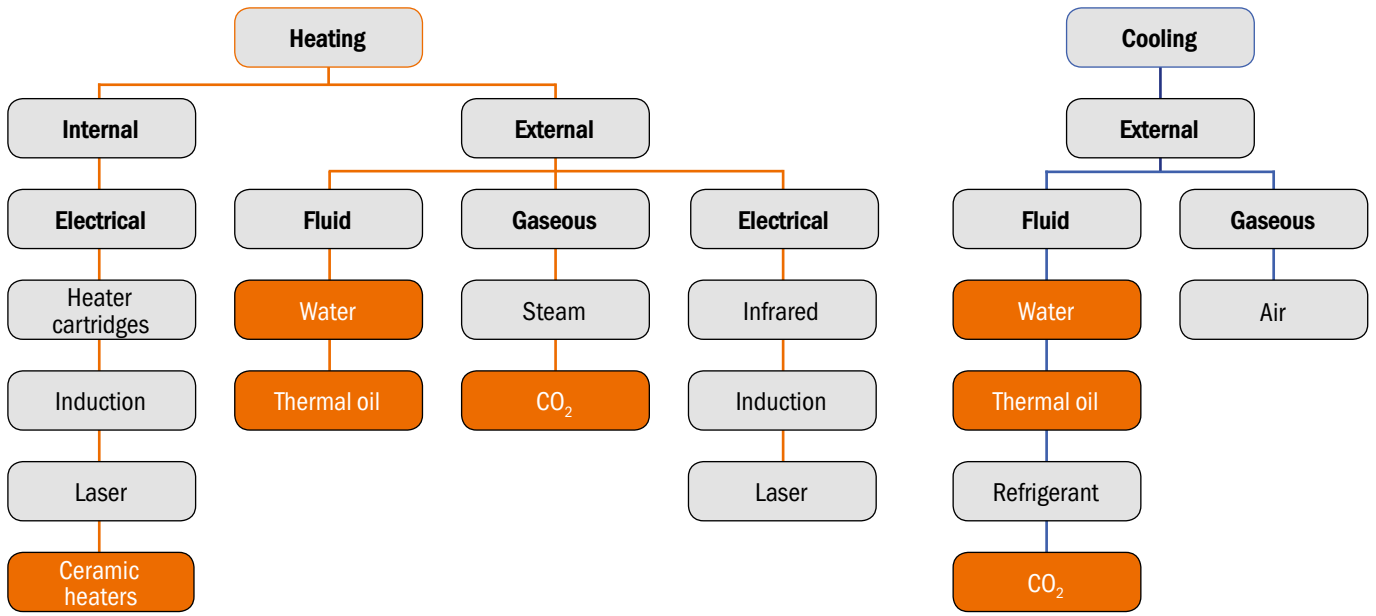 Heating
Cooling
Internal
External
External
Electrical
Fluid
Gaseous
Electrical
Fluid
Gaseous
Heater
cartridges
Water
Steam
Infrared
Water
Air
Induction
Thermal oil
CO₂
Induction
Thermal oil
Laser
Laser
Refrigerant
Ceramic
heaters
CO₂